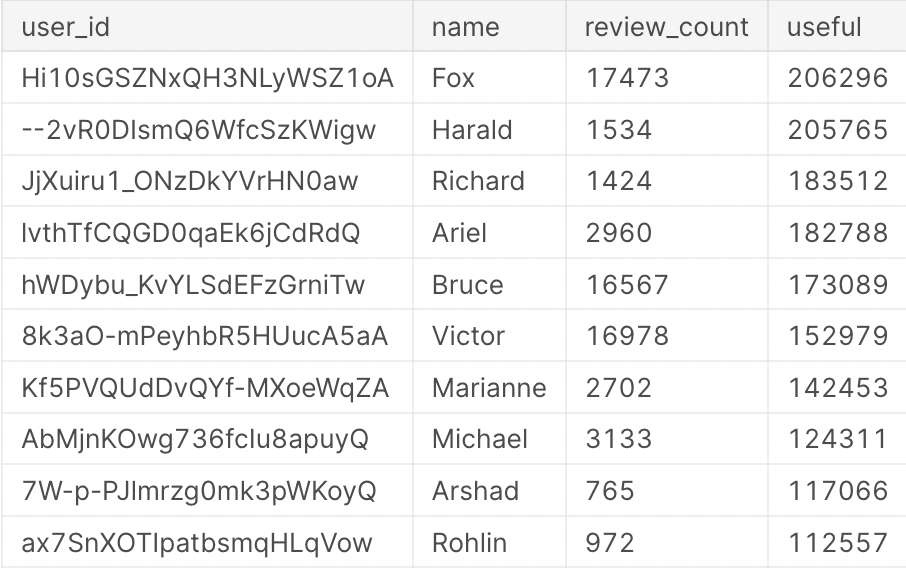 user_id name review_count useful
Hi10sGSZNxQH3NLyWSZ1oA Fox 17473 206296
--2vR0DIsmQ6WfcSzKWigw Harald 1534 205765
JjXuiru1_ONzDkYVrHN0aw Richard 1424 183512
lvthTfCQGD0qaEk6jCdRdQ Ariel 2960 182788
hWDybu_KvYLSdEFzGrniTw Bruce 16567 173089
8k3aO-mPeyhbR5HUucA5aA Victor 16978 152979
Kf5PVQUdDvQYf-MXoeWqZA Marianne 2702 142453
AbMjnKOwg736fcIu8apuyQ Michael 3133 124311
7W-p-PJImrzg0mk3pWKoyQ Arshad 765 117066
ax7SnXOTIpatbsmqHLqVow Rohlin 972 112557